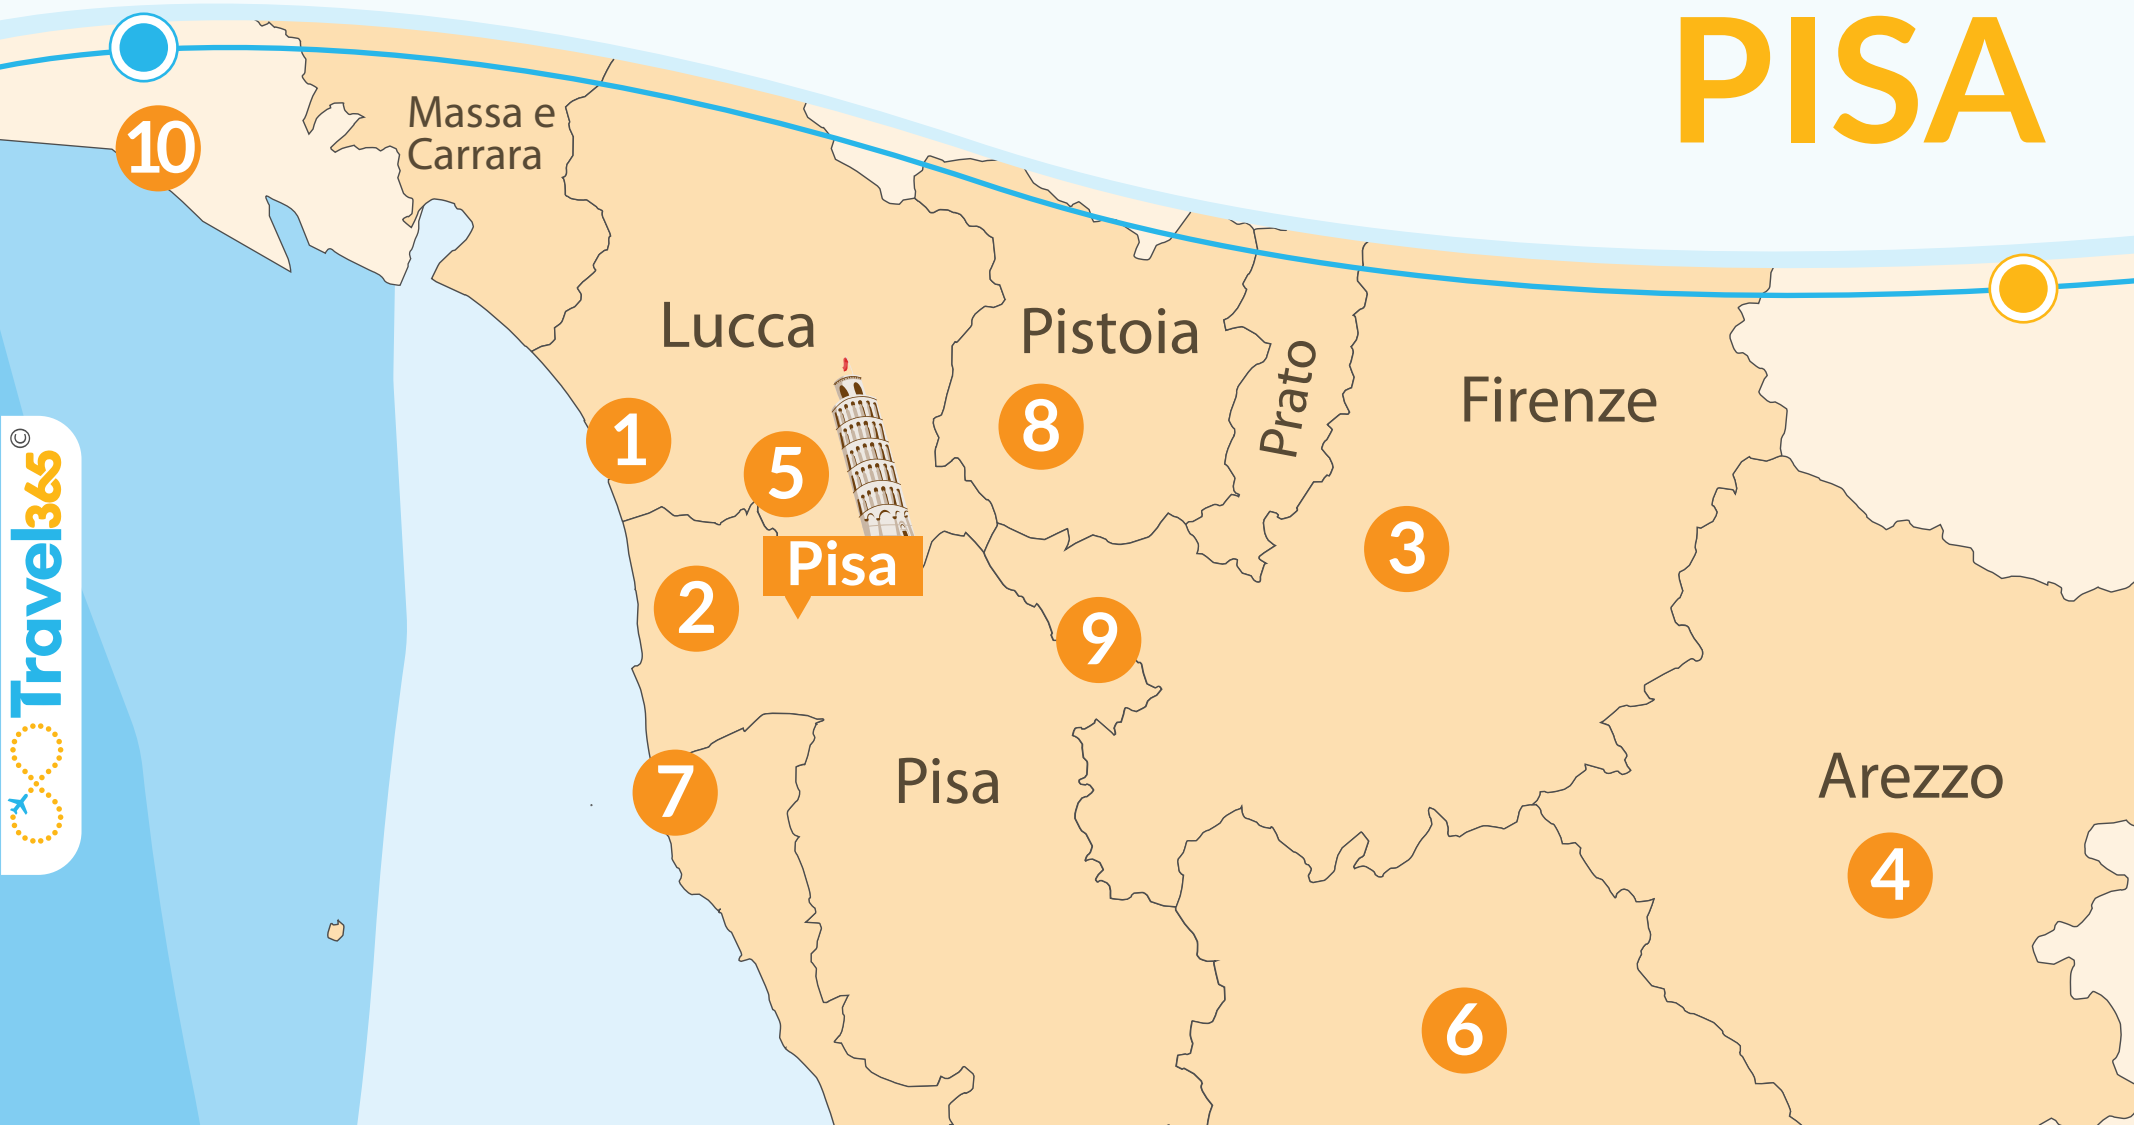 PISA
Massa e
Carrara
10
Lucca
Pistoia
Prato
Firenze
1
5
8
3
Pisa
2
9
7
Pisa
Arezzo
4
6
Travel365
©